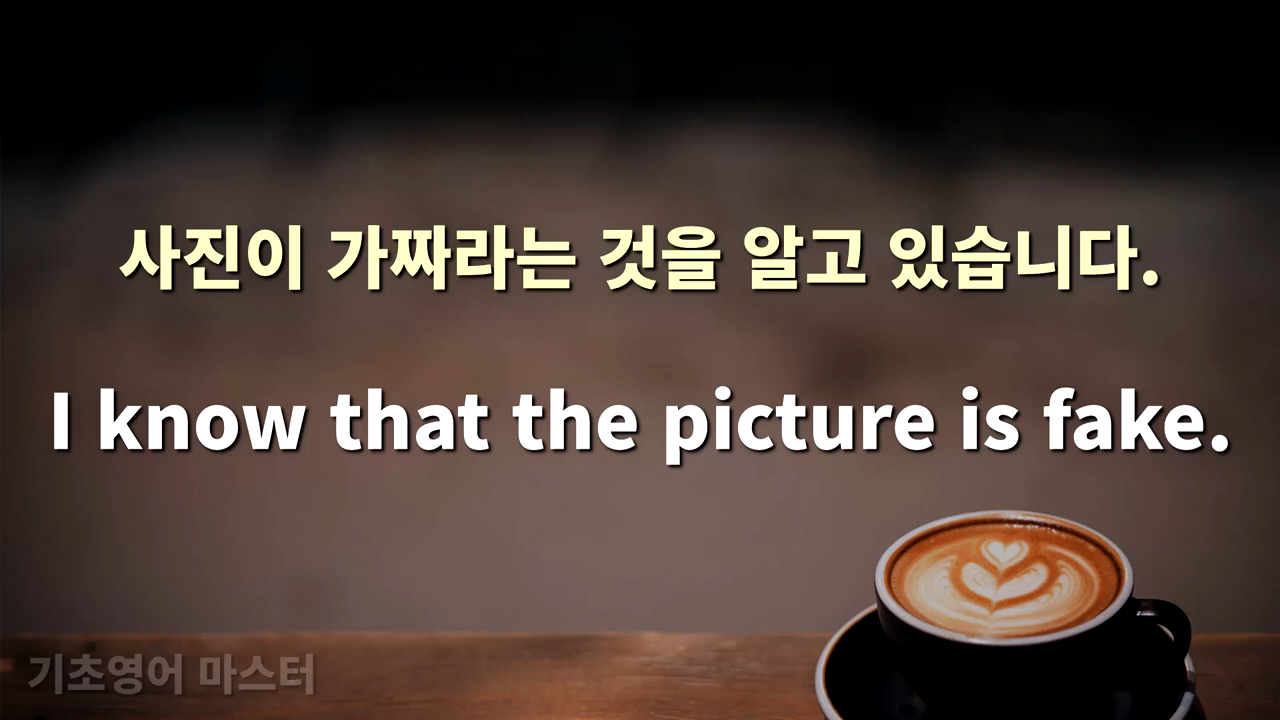 사진이 가짜라는 것을 알고 있습니다.
I know that the picture is fake.
기초영어 마스터